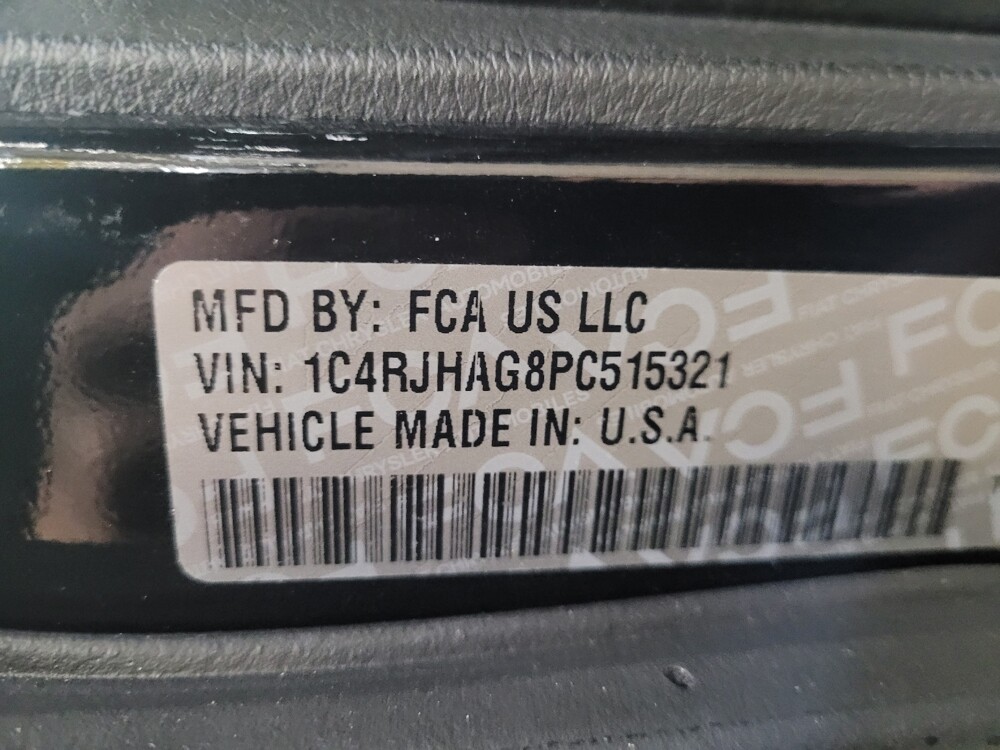 MFD BY: FCA US LLC
VIN: 1C4RJHAG8PC515321
VEHICLE MADE IN: U.S.A.